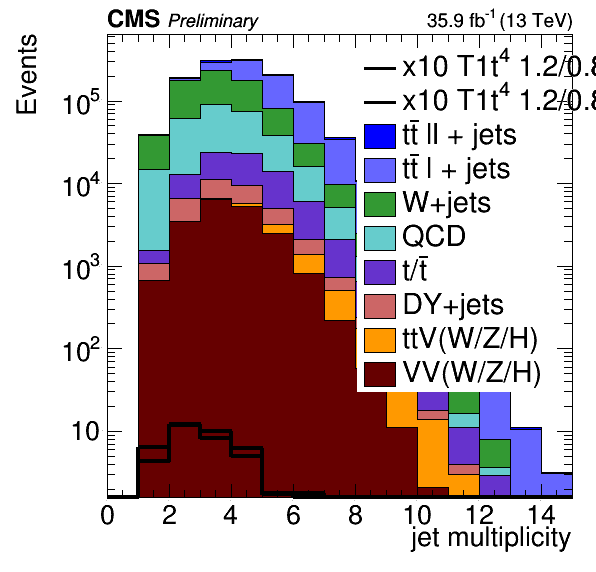 CMS Preliminary 35.9 fb⁻¹ (13 TeV)
Events
x10 T1t⁴ 1.2/0.8
x10 T1t⁴ 1.2/0.8
tt̄ ll + jets
tt̄ l + jets
W+jets
QCD
t/t̄
DY+jets
ttV(W/Z/H)
VV(W/Z/H)
10⁵
10⁴
10³
10²
10
0 2 4 6 8 10 12 14
jet multiplicity